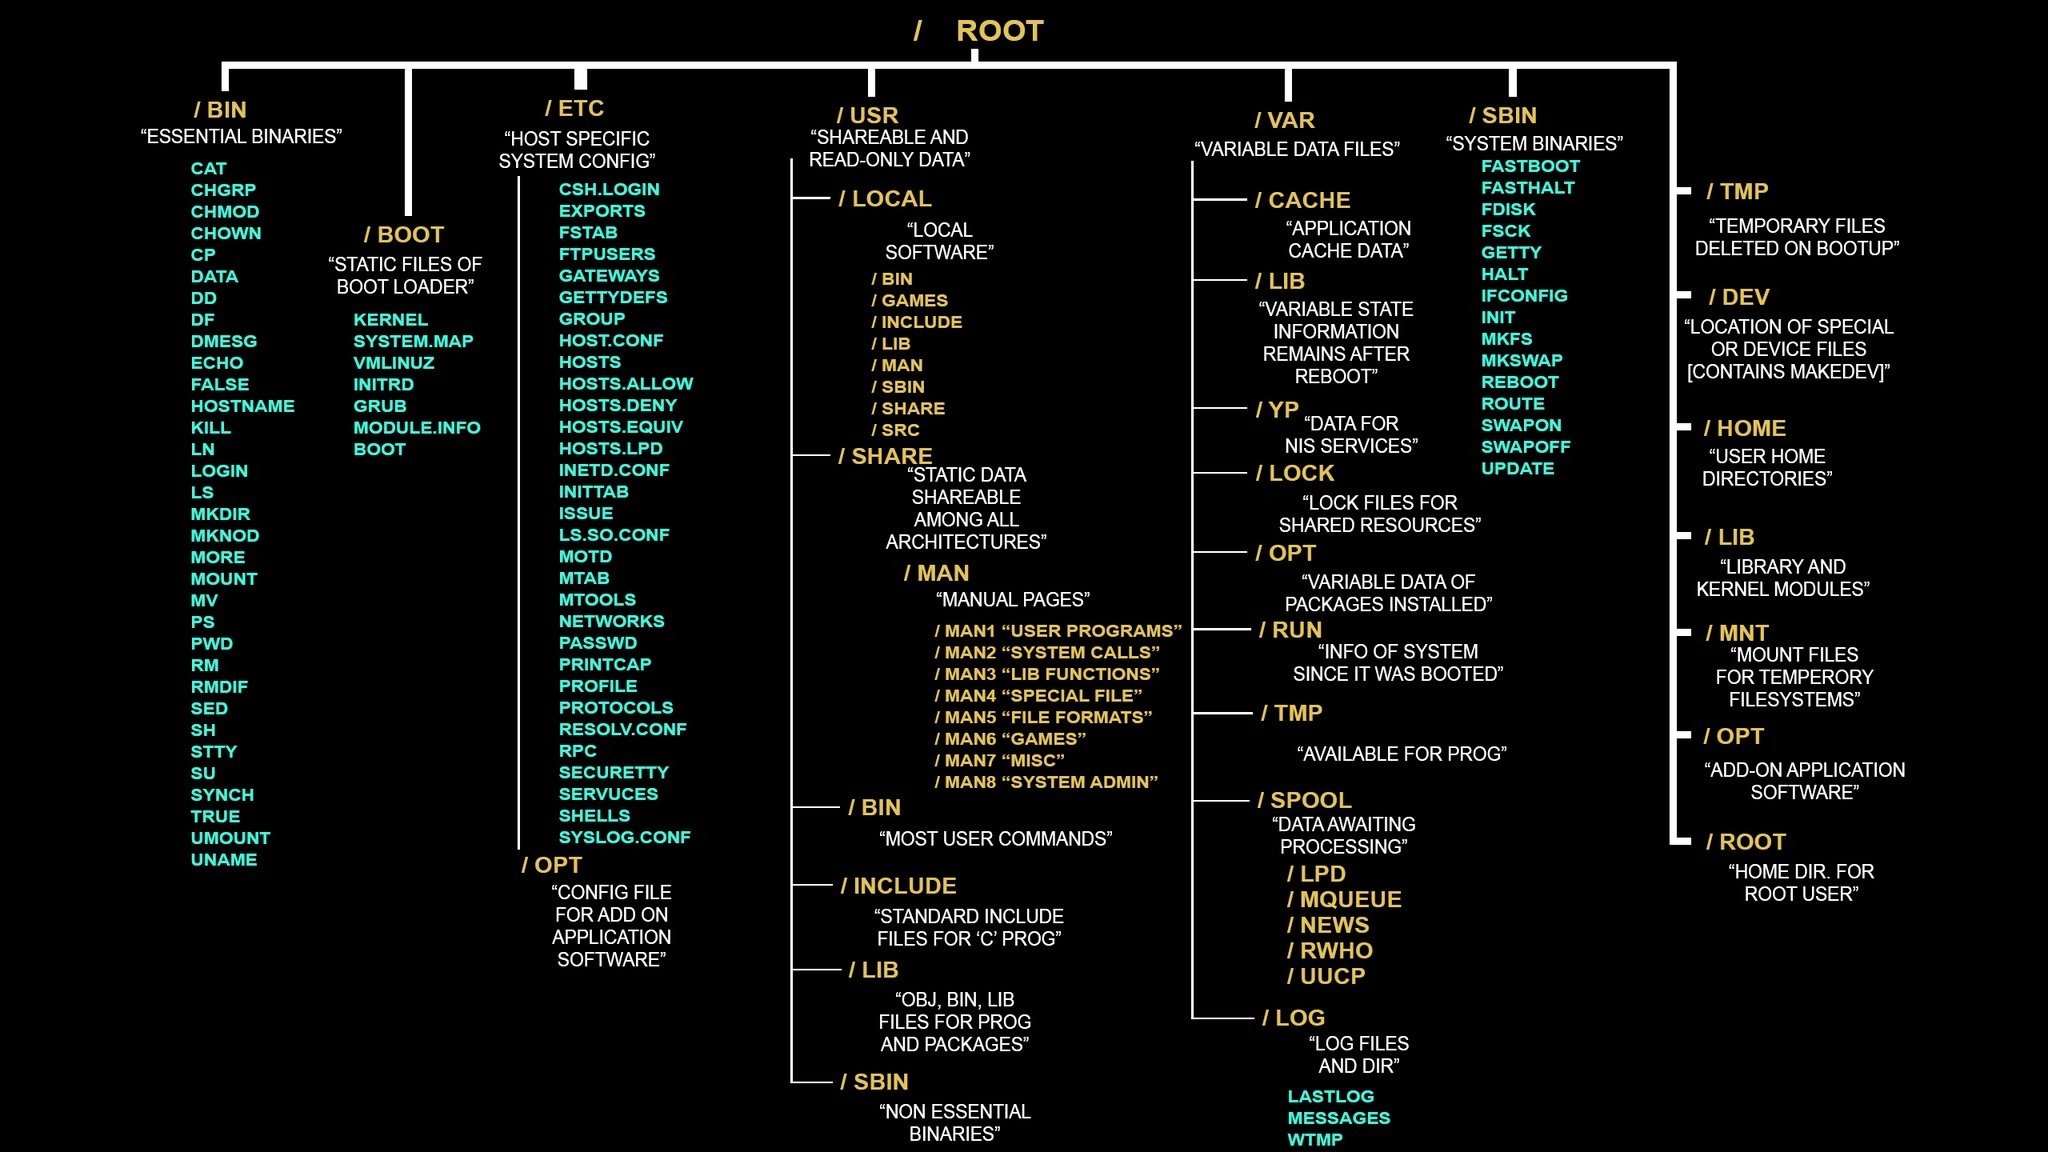 / ROOT
/ BIN
“ESSENTIAL BINARIES”
CAT
CHGRP
CHMOD
CHOWN
CP
DATA
DD
DF
DMESG
ECHO
FALSE
HOSTNAME
KILL
LN
LOGIN
LS
MKDIR
MKNOD
MORE
MOUNT
MV
PS
PWD
RM
RMDIF
SED
SH
STTY
SU
SYNCH
TRUE
UMOUNT
UNAME
/ BOOT
“STATIC FILES OF
BOOT LOADER”
KERNEL
SYSTEM.MAP
VMLINUZ
INITRD
GRUB
MODULE.INFO
BOOT
/ ETC
“HOST SPECIFIC
SYSTEM CONFIG”
CSH.LOGIN
EXPORTS
FSTAB
FTPUSERS
GATEWAYS
GETTYDEFS
GROUP
HOST.CONF
HOSTS
HOSTS.ALLOW
HOSTS.DENY
HOSTS.EQUIV
HOSTS.LPD
INETD.CONF
INITTAB
ISSUE
LS.SO.CONF
MOTD
MTAB
MTOOLS
NETWORKS
PASSWD
PRINTCAP
PROFILE
PROTOCOLS
RESOLV.CONF
RPC
SECURETTY
SERVUCES
SHELLS
SYSLOG.CONF
/ OPT
“CONFIG FILE
FOR ADD ON
APPLICATION
SOFTWARE”
/ USR
“SHAREABLE AND
READ-ONLY DATA”
/ LOCAL
“LOCAL
SOFTWARE”
/ BIN
/ GAMES
/ INCLUDE
/ LIB
/ MAN
/ SBIN
/ SHARE
/ SRC
/ SHARE
“STATIC DATA
SHAREABLE
AMONG ALL
ARCHITECTURES”
/ MAN
“MANUAL PAGES”
/ MAN1 “USER PROGRAMS”
/ MAN2 “SYSTEM CALLS”
/ MAN3 “LIB FUNCTIONS”
/ MAN4 “SPECIAL FILE”
/ MAN5 “FILE FORMATS”
/ MAN6 “GAMES”
/ MAN7 “MISC”
/ MAN8 “SYSTEM ADMIN”
/ BIN
“MOST USER COMMANDS”
/ INCLUDE
“STANDARD INCLUDE
FILES FOR ‘C’ PROG”
/ LIB
“OBJ, BIN, LIB
FILES FOR PROG
AND PACKAGES”
/ SBIN
“NON ESSENTIAL
BINARIES”
/ VAR
“VARIABLE DATA FILES”
/ CACHE
“APPLICATION
CACHE DATA”
/ LIB
“VARIABLE STATE
INFORMATION
REMAINS AFTER
REBOOT”
/ YP
“DATA FOR
NIS SERVICES”
/ LOCK
“LOCK FILES FOR
SHARED RESOURCES”
/ OPT
“VARIABLE DATA OF
PACKAGES INSTALLED”
/ RUN
“INFO OF SYSTEM
SINCE IT WAS BOOTED”
/ TMP
“AVAILABLE FOR PROG”
/ SPOOL
“DATA AWAITING
PROCESSING”
/ LPD
/ MQUEUE
/ NEWS
/ RWHO
/ UUCP
/ LOG
“LOG FILES
AND DIR”
LASTLOG
MESSAGES
WTMP
/ SBIN
“SYSTEM BINARIES”
FASTBOOT
FASTHALT
FDISK
FSCK
GETTY
HALT
IFCONFIG
INIT
MKFS
MKSWAP
REBOOT
ROUTE
SWAPON
SWAPOFF
UPDATE
/ TMP
“TEMPORARY FILES
DELETED ON BOOTUP”
/ DEV
“LOCATION OF SPECIAL
OR DEVICE FILES
[CONTAINS MAKEDEV]”
/ HOME
“USER HOME
DIRECTORIES”
/ LIB
“LIBRARY AND
KERNEL MODULES”
/ MNT
“MOUNT FILES
FOR TEMPERORY
FILESYSTEMS”
/ OPT
“ADD-ON APPLICATION
SOFTWARE”
/ ROOT
“HOME DIR. FOR
ROOT USER”